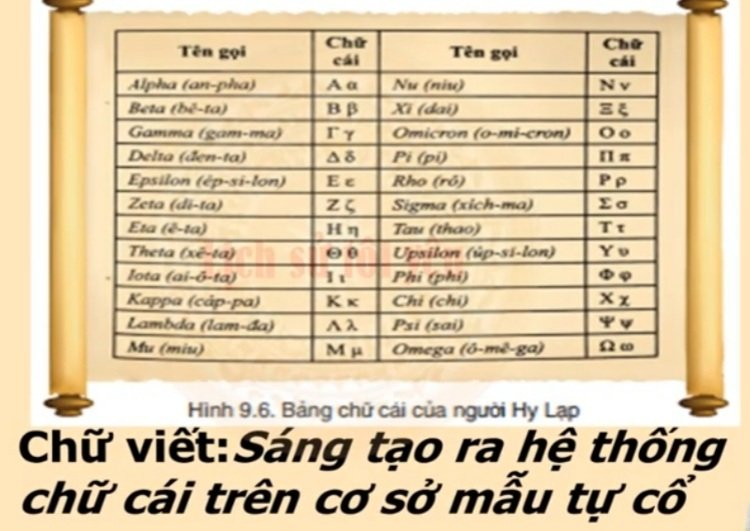 Tên gọi Chữ cái Tên gọi Chữ cái
Alpha (an-pha) Α α Nu (niu) Ν ν
Beta (bê-ta) Β β Xi (dai) Ξ ξ
Gamma (gam-ma) Γ γ Omicron (o-mi-cron) Ο ο
Delta (đen-ta) Δ δ Pi (pi) Π π
Epsilon (ép-si-lon) Ε ε Rho (rô) Ρ ρ
Zeta (di-ta) Ζ ζ Sigma (xich-ma) Σ σ
Eta (ê-ta) Η η Tau (thao) Τ τ
Theta (xê-ta) Θ θ Upsilon (úp-si-lon) Υ υ
Iota (ai-ô-ta) Ι ι Phi (phi) Φ φ
Kappa (cáp-pa) Κ κ Chi (chi) Χ χ
Lambda (lam-đa) Λ λ Psi (sai) Ψ ψ
Mu (miu) Μ μ Omega (ô-mê-ga) Ω ω
Hình 9.6. Bảng chữ cái của người Hy Lạp
Chữ viết:Sáng tạo ra hệ thống
chữ cái trên cơ sở mẫu tự cổ